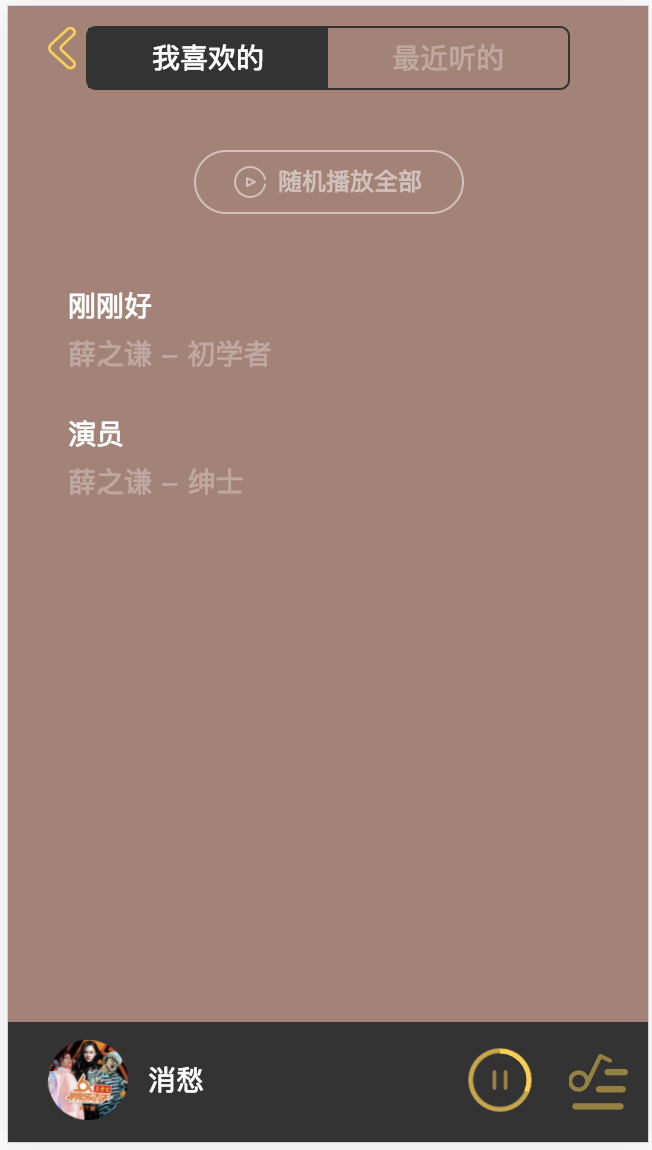 我喜欢的 最近听的
随机播放全部
刚刚好
薛之谦 – 初学者
演员
薛之谦 – 绅士
消愁